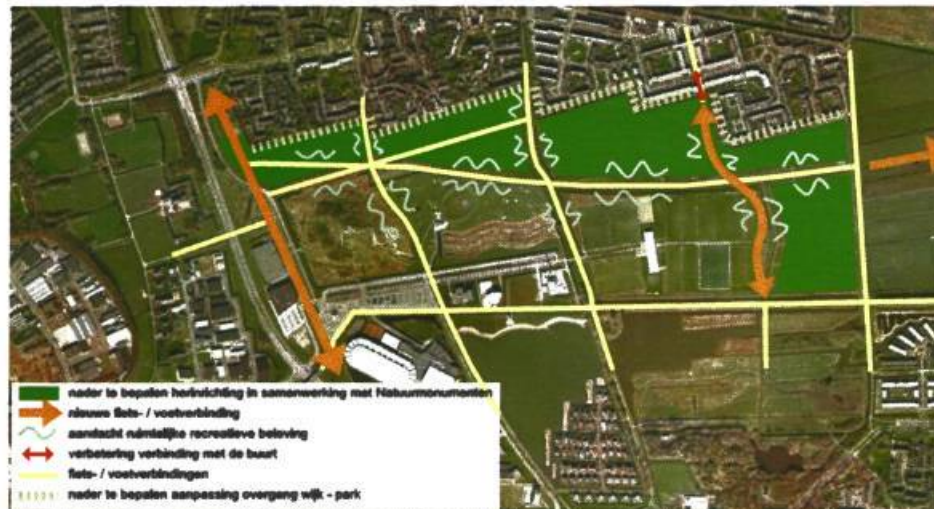 nader te bepalen herinrichting in samenwerking met Natuurmonumenten
nieuwe fiets- / voetverbinding
aandacht ruimtelijke recreatieve beleving
verbetering verbinding met de buurt
fiets- / voetverbindingen
nader te bepalen aanpassing overgang wijk - park